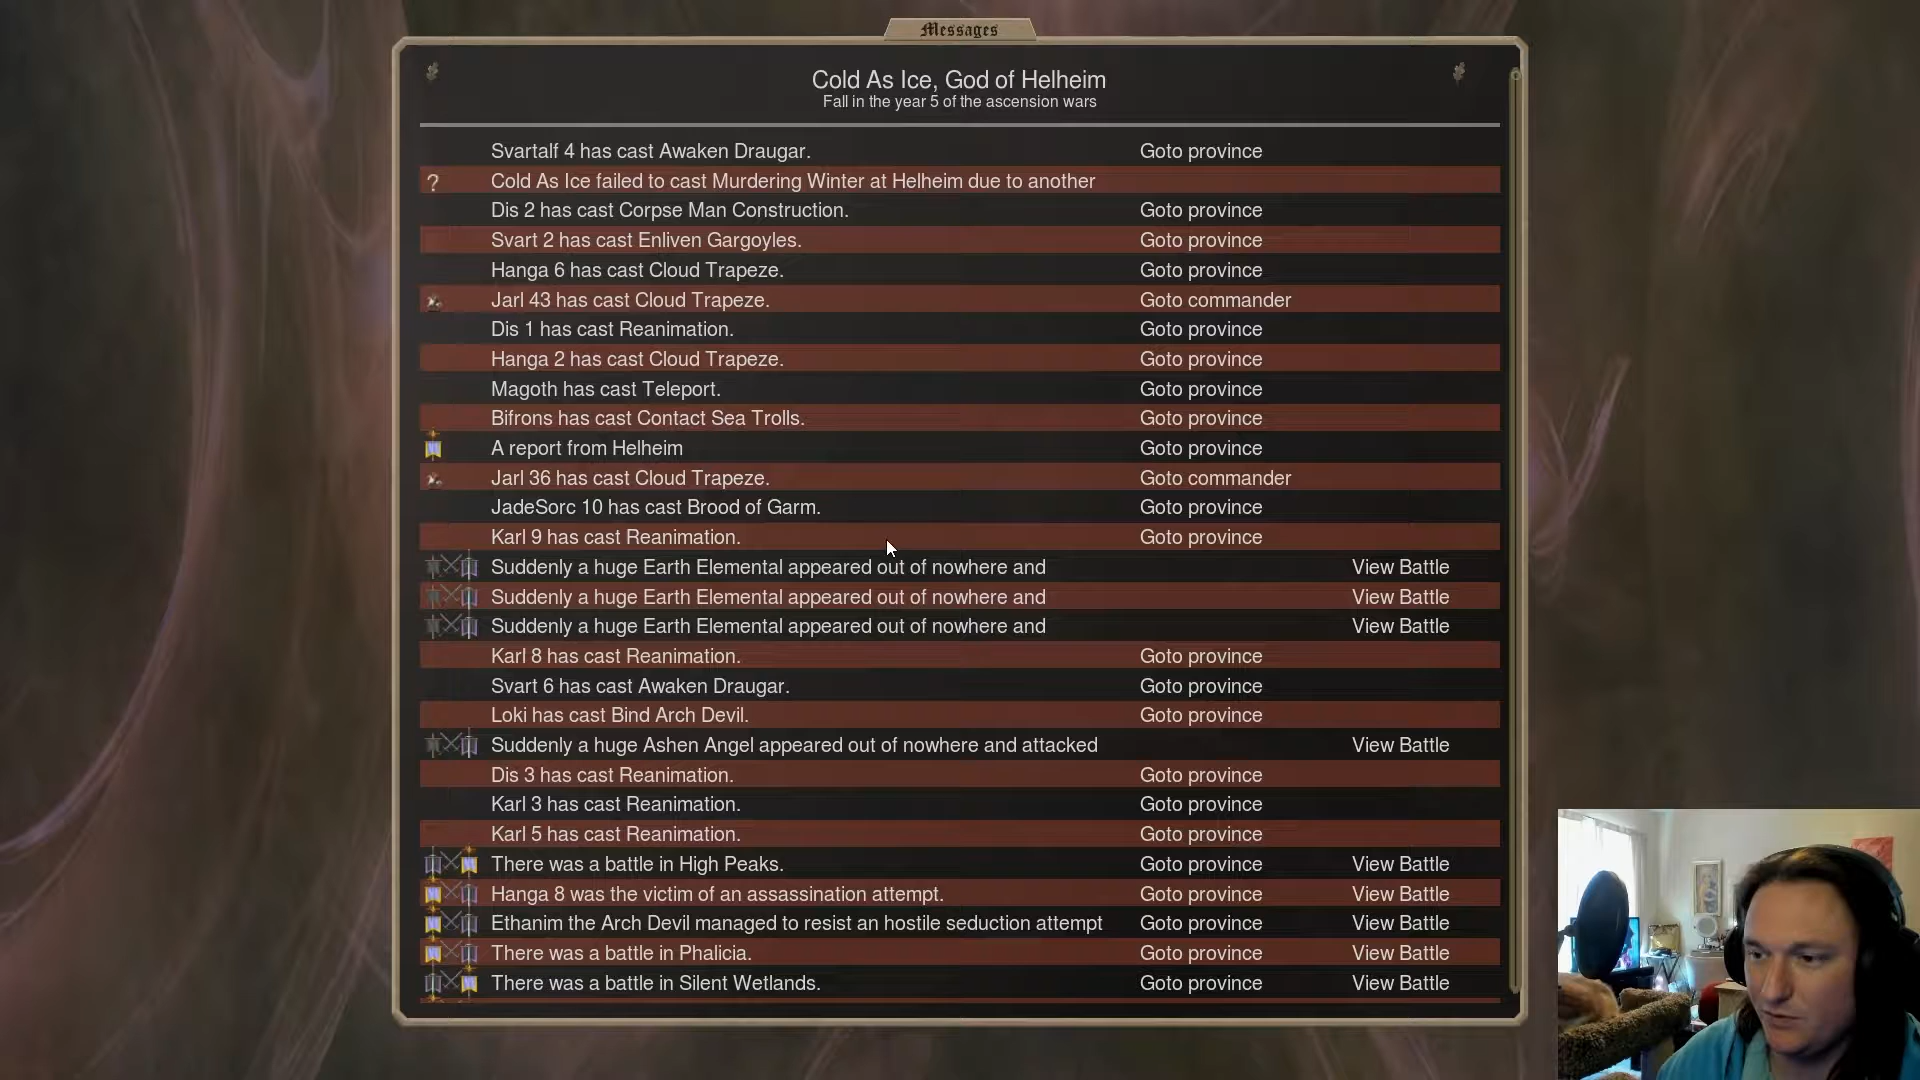 Messages
Cold As Ice, God of Helheim
Fall in the year 5 of the ascension wars
Svartalf 4 has cast Awaken Draugar. Goto province
? Cold As Ice failed to cast Murdering Winter at Helheim due to another
Dis 2 has cast Corpse Man Construction. Goto province
Svart 2 has cast Enliven Gargoyles. Goto province
Hanga 6 has cast Cloud Trapeze. Goto province
Jarl 43 has cast Cloud Trapeze. Goto commander
Dis 1 has cast Reanimation. Goto province
Hanga 2 has cast Cloud Trapeze. Goto province
Magoth has cast Teleport. Goto province
Bifrons has cast Contact Sea Trolls. Goto province
A report from Helheim Goto province
Jarl 36 has cast Cloud Trapeze. Goto commander
JadeSorc 10 has cast Brood of Garm. Goto province
Karl 9 has cast Reanimation. Goto province
Suddenly a huge Earth Elemental appeared out of nowhere and View Battle
Suddenly a huge Earth Elemental appeared out of nowhere and View Battle
Suddenly a huge Earth Elemental appeared out of nowhere and View Battle
Karl 8 has cast Reanimation. Goto province
Svart 6 has cast Awaken Draugar. Goto province
Loki has cast Bind Arch Devil. Goto province
Suddenly a huge Ashen Angel appeared out of nowhere and attacked View Battle
Dis 3 has cast Reanimation. Goto province
Karl 3 has cast Reanimation. Goto province
Karl 5 has cast Reanimation. Goto province
There was a battle in High Peaks. Goto province View Battle
Hanga 8 was the victim of an assassination attempt. Goto province View Battle
Ethanim the Arch Devil managed to resist an hostile seduction attempt Goto province View Battle
There was a battle in Phalicia. Goto province View Battle
There was a battle in Silent Wetlands. Goto province View Battle